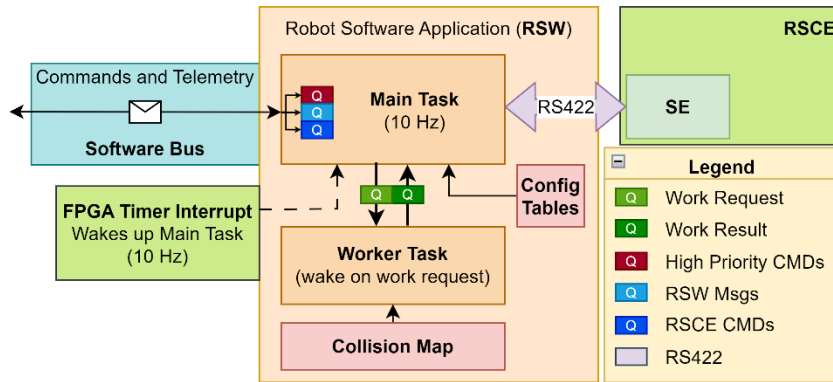 Robot Software Application (RSW)
RSCE
Commands and Telemetry
Software Bus
Q
Q
Q
Main Task
(10 Hz)
RS422
SE
FPGA Timer Interrupt
Wakes up Main Task
(10 Hz)
Q Q
Config
Tables
Worker Task
(wake on work request)
Collision Map
Legend
Q Work Request
Q Work Result
Q High Priority CMDs
Q RSW Msgs
Q RSCE CMDs
RS422